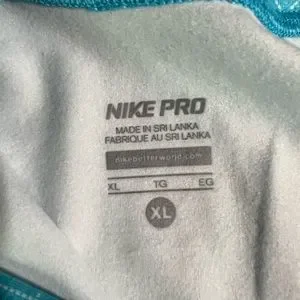 NIKE PRO
MADE IN SRI LANKA
FABRIQUE AU SRI LANKA
nikebetterworld.com
XL TG EG
XL